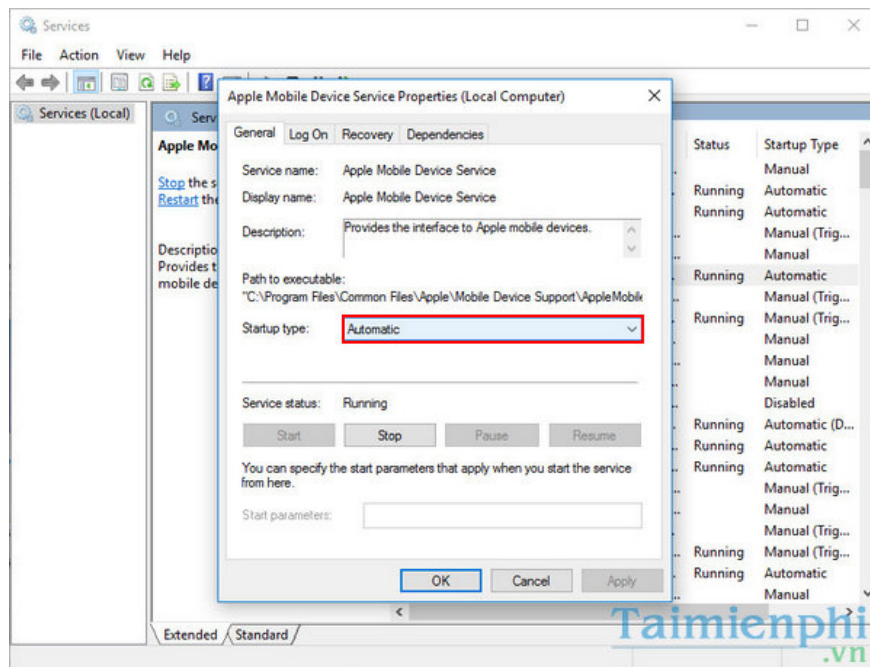 Services
File Action View Help
Services (Local)
Serv
Apple Mo
Stop the s
Restart the
Descriptio
Provides t
mobile de
Apple Mobile Device Service Properties (Local Computer)
General Log On Recovery Dependencies
Service name: Apple Mobile Device Service
Display name: Apple Mobile Device Service
Description: Provides the interface to Apple mobile devices.
Path to executable:
"C:\Program Files\Common Files\Apple\Mobile Device Support\AppleMobile
Startup type: Automatic
Service status: Running
Start Stop Pause Resume
You can specify the start parameters that apply when you start the service
from here.
Start parameters:
OK Cancel Apply
Status Startup Type
Manual
Running Automatic
Running Automatic
Manual (Trig...
Manual
Running Automatic
Manual (Trig...
Running Manual (Trig...
Manual
Manual
Manual
Disabled
Running Automatic (D...
Running Automatic
Running Automatic
Manual (Trig...
Manual
Manual (Trig...
Running Manual (Trig...
Running Automatic
Manual
Extended Standard
Taimienphi
.vn